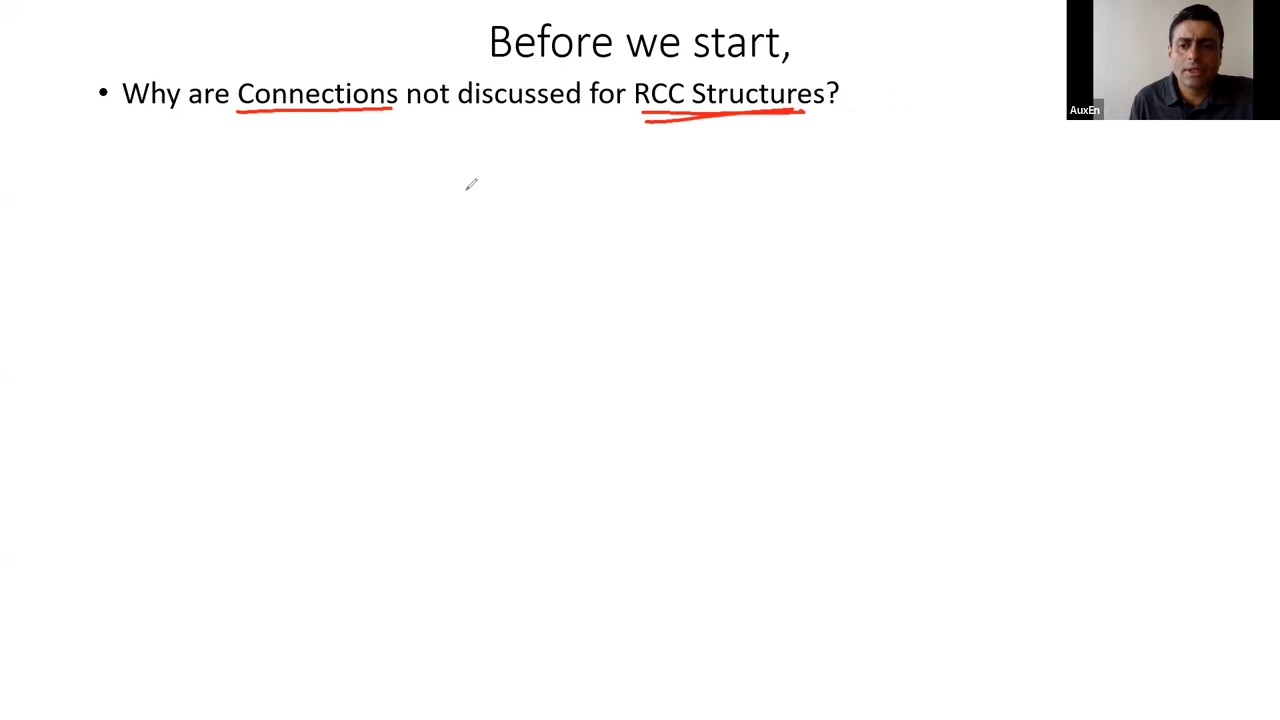 Before we start,
• Why are Connections not discussed for RCC Structures?
AuxEn